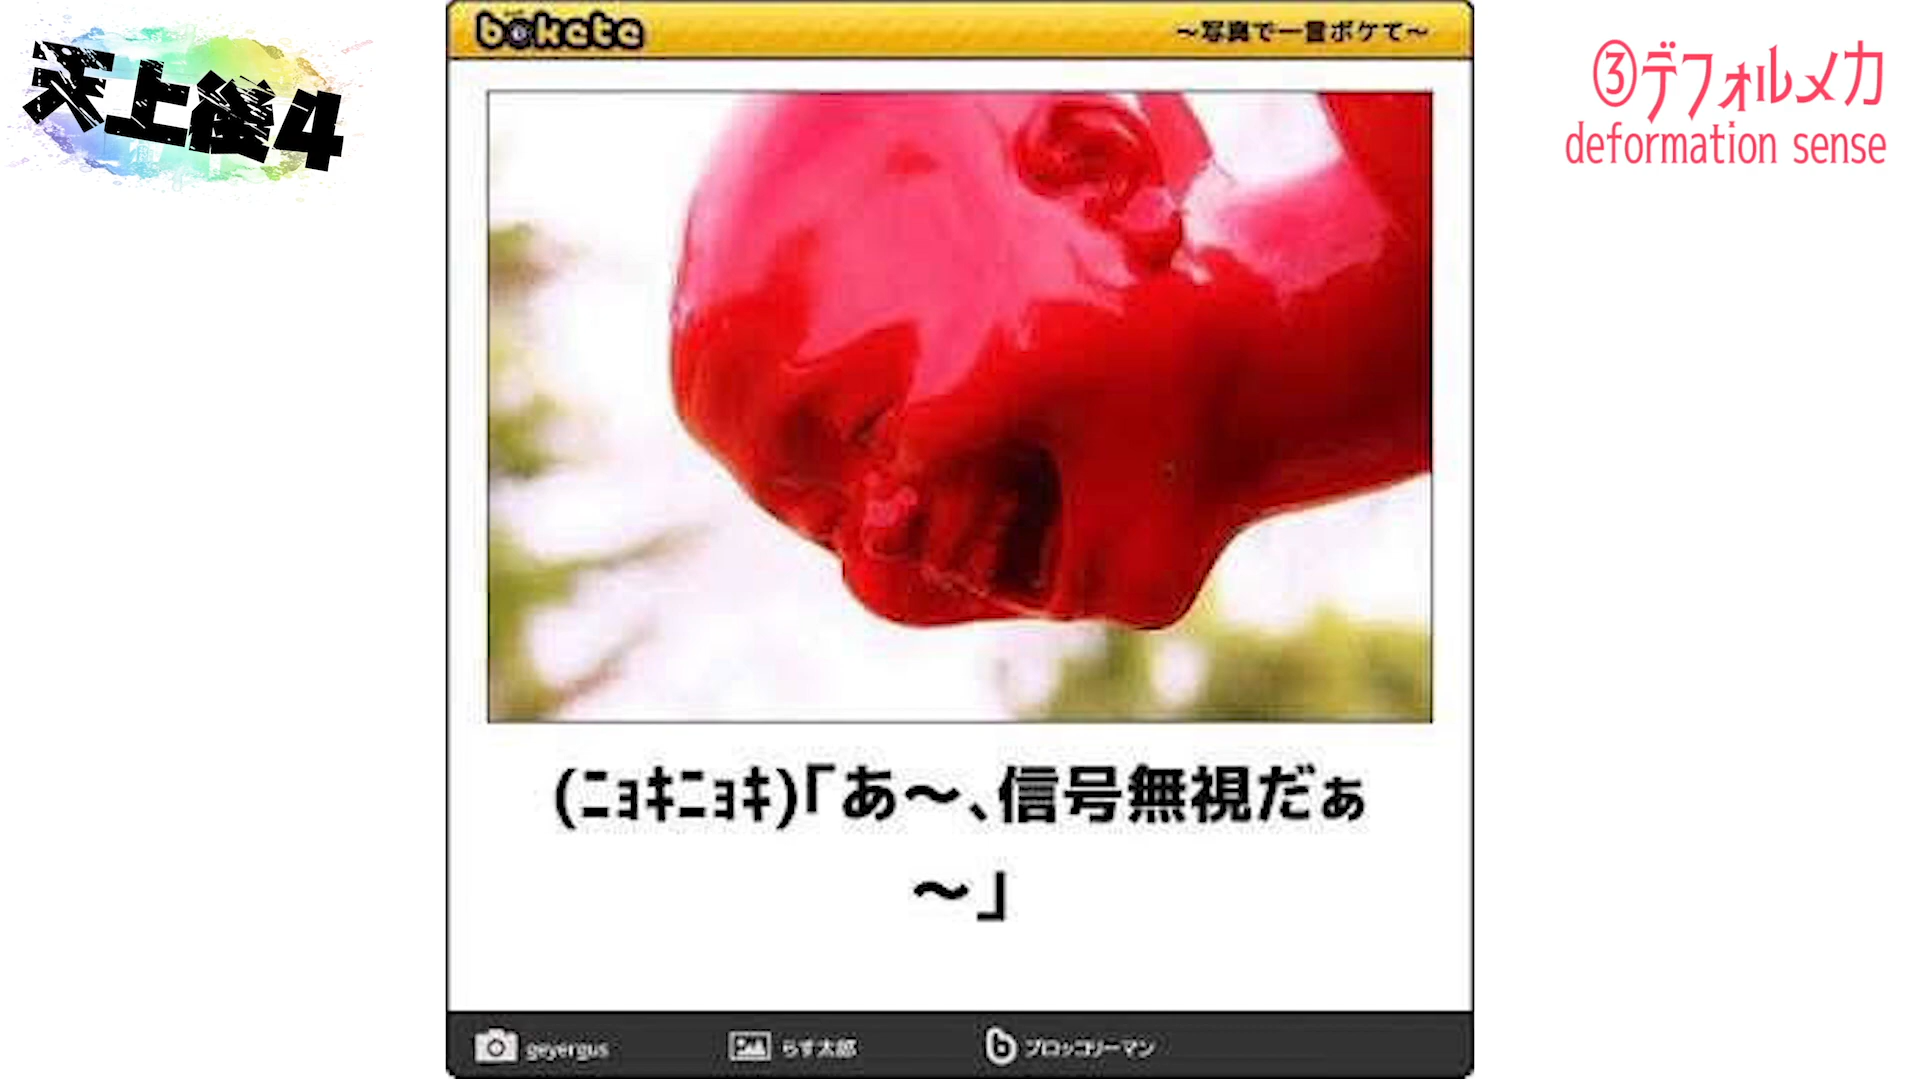 天上後4
bokete
～写真で一言ボケて～
③デフォルメ力
deformation sense
(ﾆｮｷﾆｮｷ)｢あ～､信号無視だぁ
～｣
geyergus
らす太郎
ブロッコリーマン